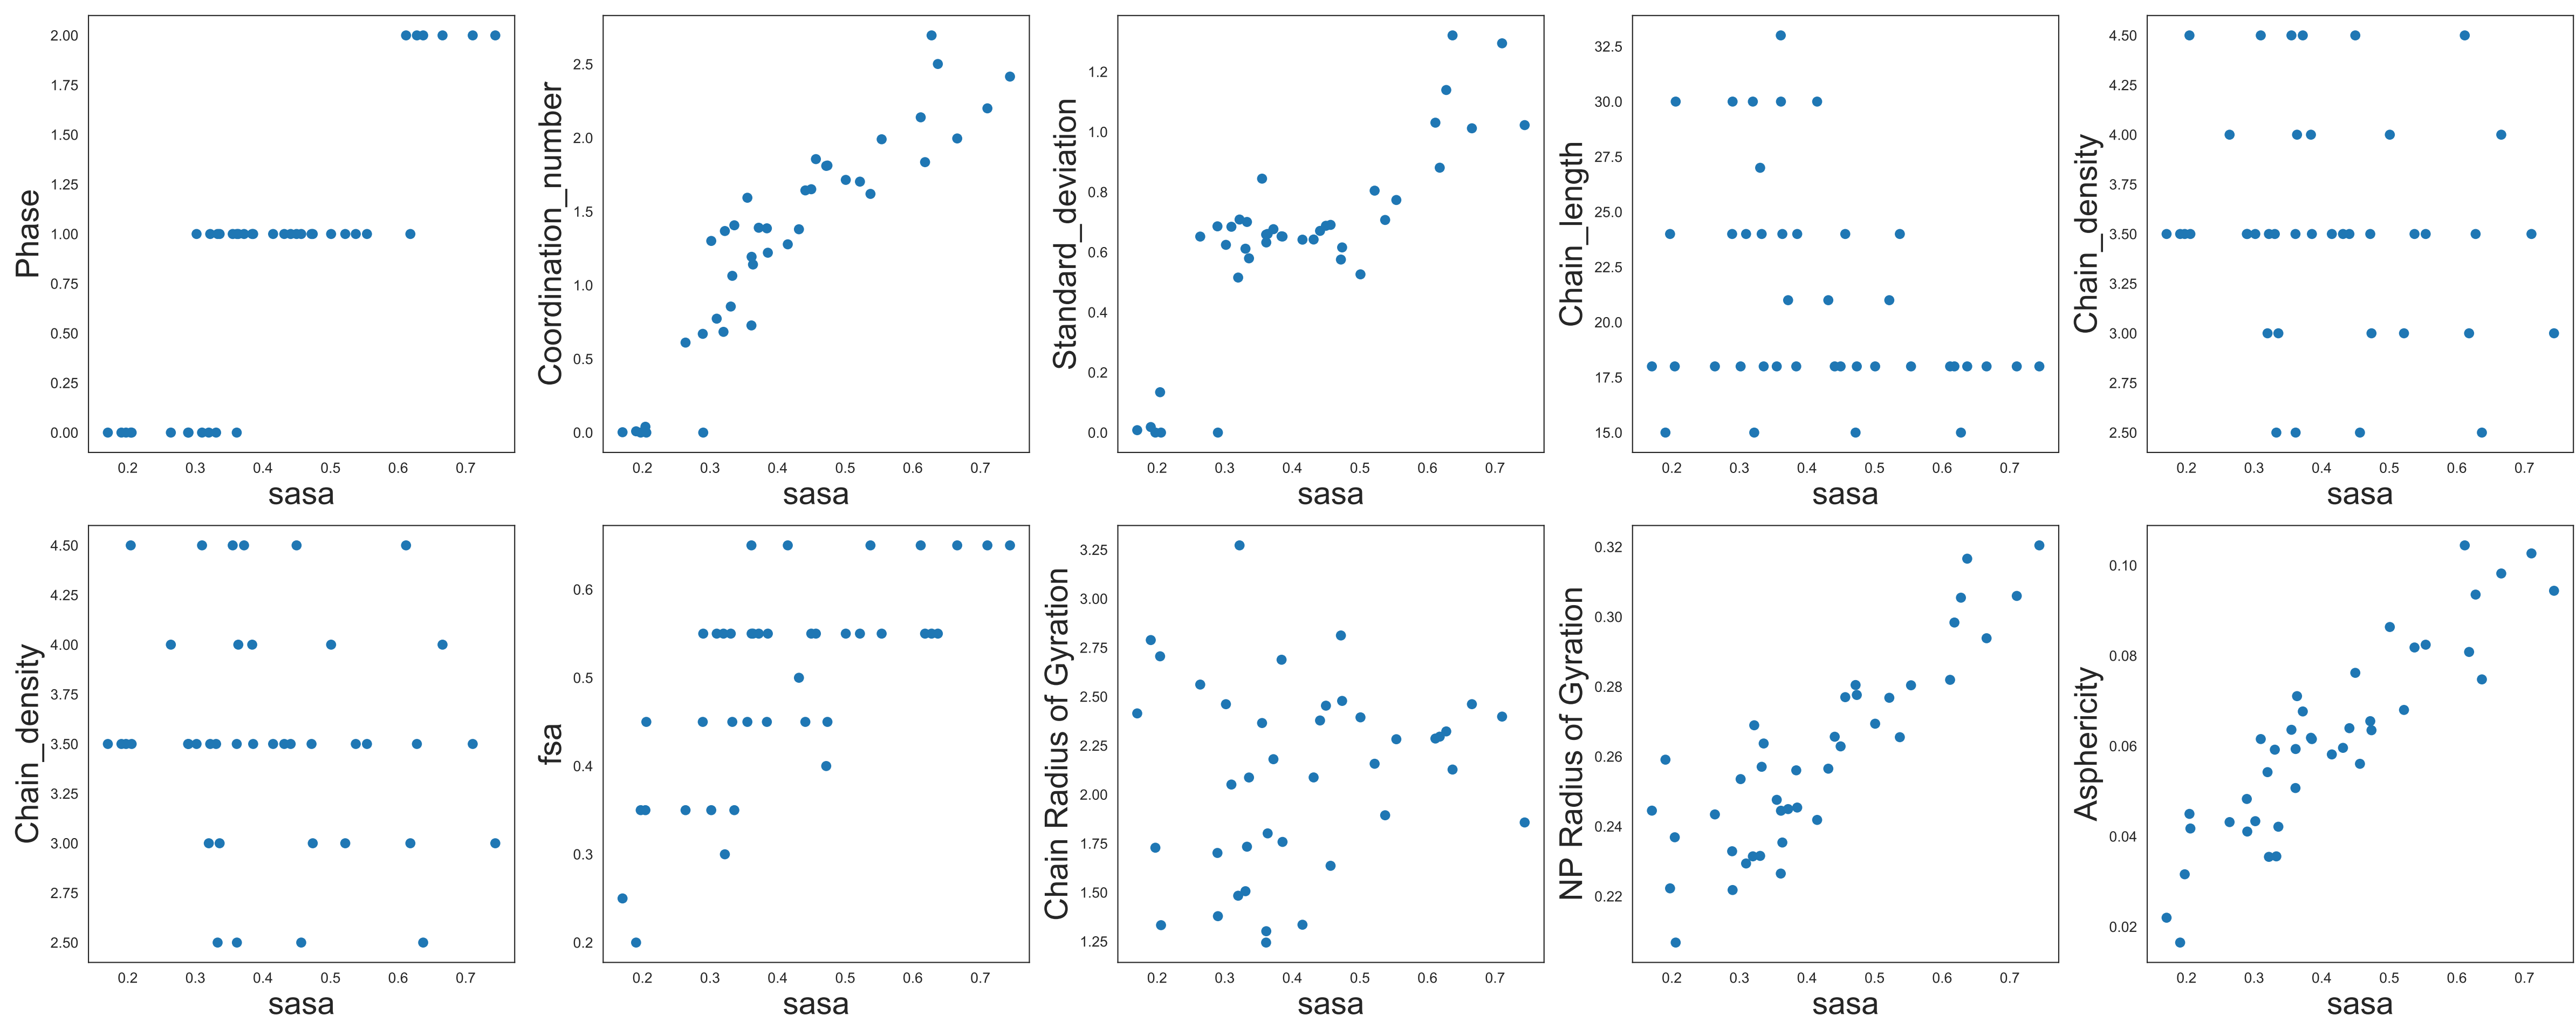 Phase
2.00
1.75
1.50
1.25
1.00
0.75
0.50
0.25
0.00
0.2 0.3 0.4 0.5 0.6 0.7
sasa
Coordination_number
2.5
2.0
1.5
1.0
0.5
0.0
0.2 0.3 0.4 0.5 0.6 0.7
sasa
Standard_deviation
1.2
1.0
0.8
0.6
0.4
0.2
0.0
0.2 0.3 0.4 0.5 0.6 0.7
sasa
Chain_length
32.5
30.0
27.5
25.0
22.5
20.0
17.5
15.0
0.2 0.3 0.4 0.5 0.6 0.7
sasa
Chain_density
4.50
4.00
3.75
3.50
3.25
3.00
2.75
2.50
4.25
0.2 0.3 0.4 0.5 0.6 0.7
sasa
Chain_density
4.50
4.25
4.00
3.75
3.50
3.25
3.00
2.75
2.50
0.2 0.3 0.4 0.5 0.6 0.7
sasa
fsa
0.6
0.5
0.4
0.3
0.2
0.2 0.3 0.4 0.5 0.6 0.7
sasa
Chain Radius of Gyration
3.25
3.00
2.75
2.50
2.25
2.00
1.75
1.50
1.25
0.2 0.3 0.4 0.5 0.6 0.7
sasa
NP Radius of Gyration
0.32
0.30
0.28
0.26
0.24
0.22
0.2 0.3 0.4 0.5 0.6 0.7
sasa
Asphericity
0.10
0.08
0.06
0.04
0.02
0.2 0.3 0.4 0.5 0.6 0.7
sasa